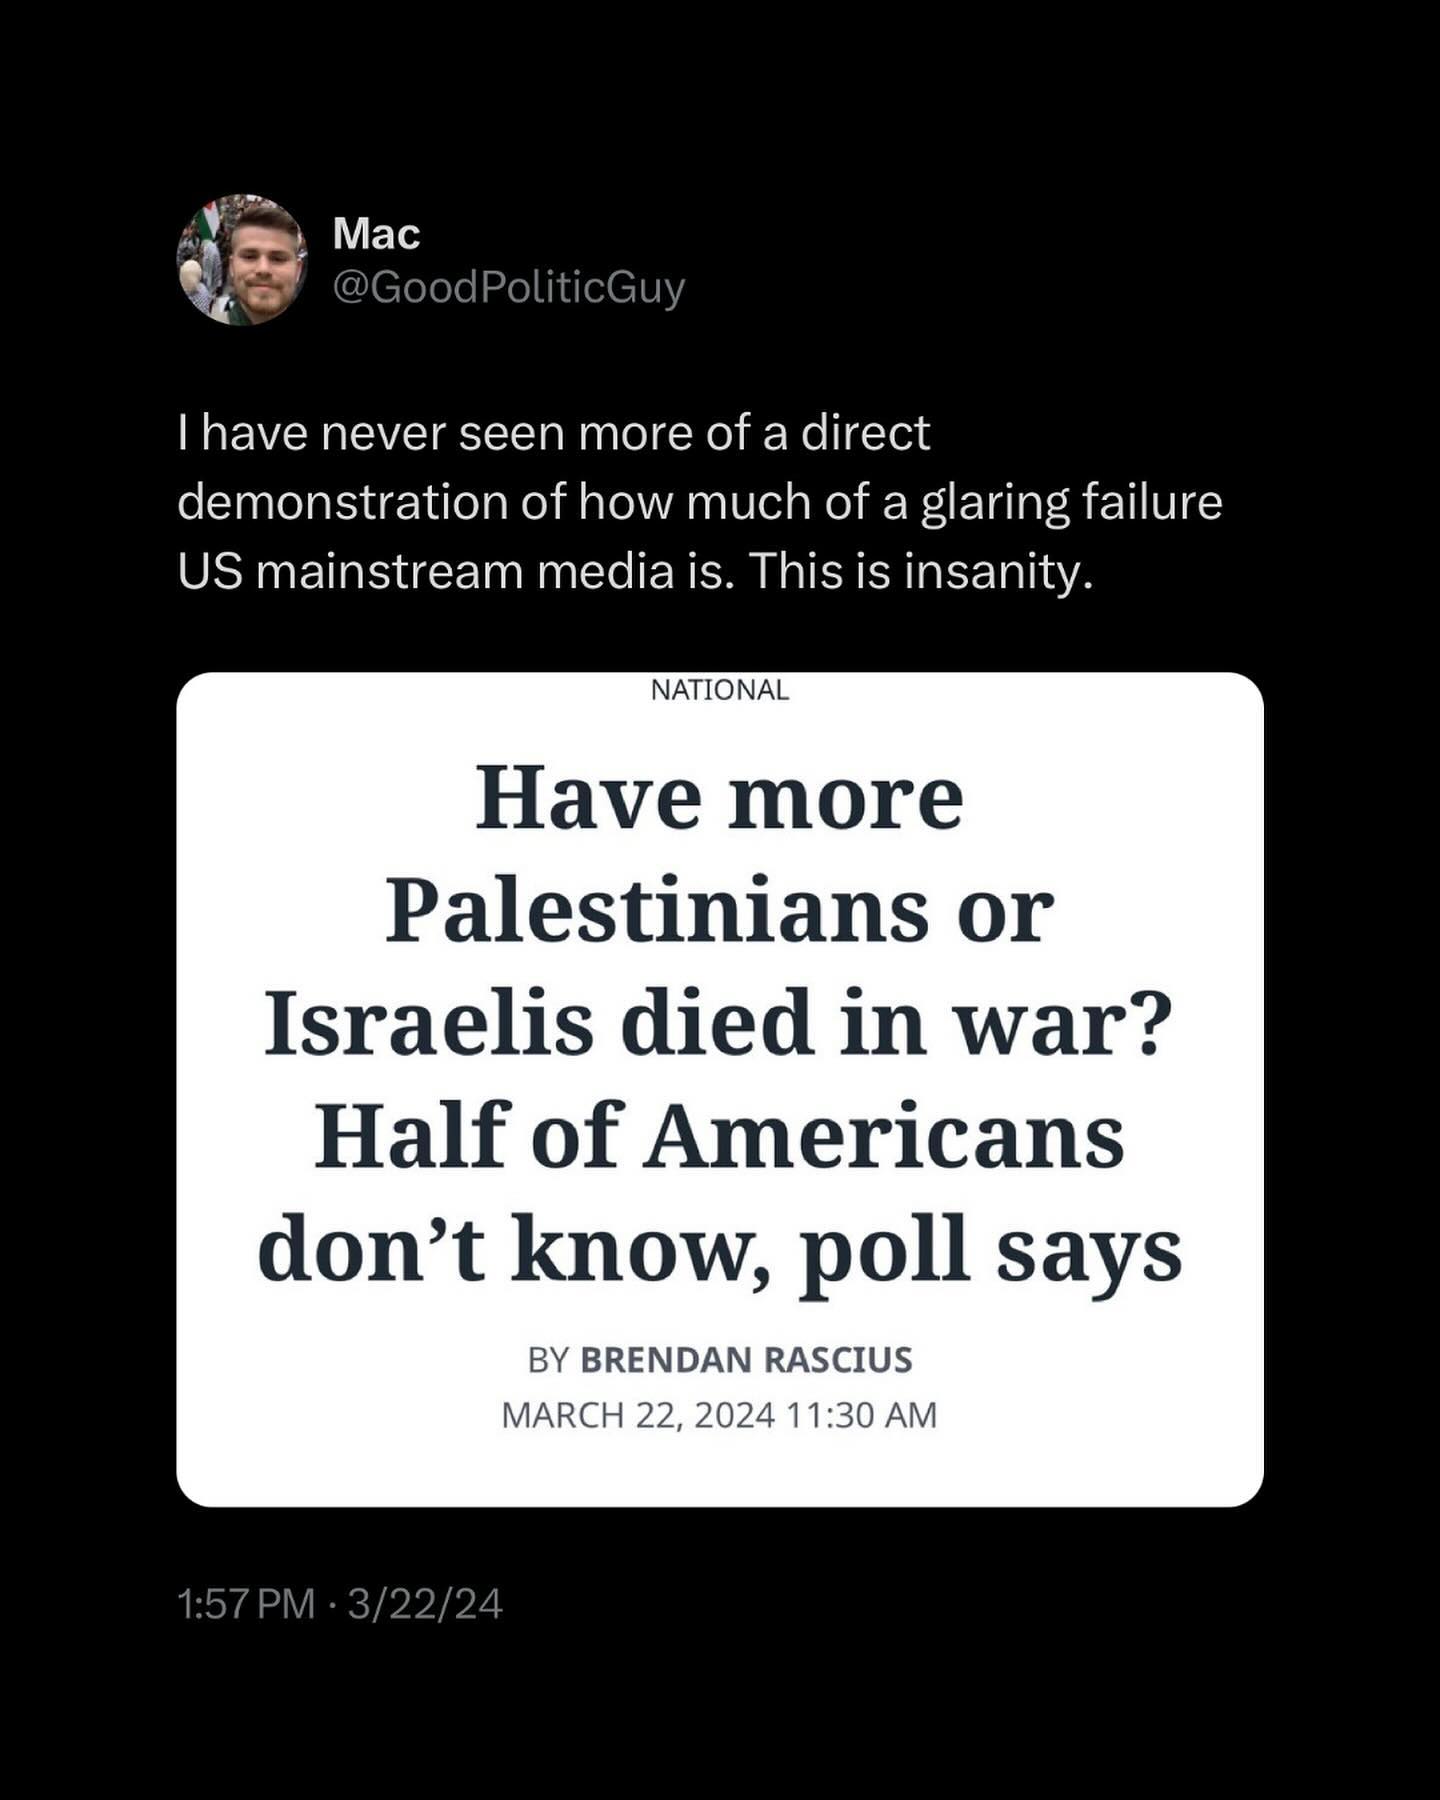 Mac
@GoodPoliticGuy
I have never seen more of a direct
demonstration of how much of a glaring failure
US mainstream media is. This is insanity.
NATIONAL
Have more
Palestinians or
Israelis died in war?
Half of Americans
don’t know, poll says
BY BRENDAN RASCIUS
MARCH 22, 2024 11:30 AM
1:57 PM · 3/22/24